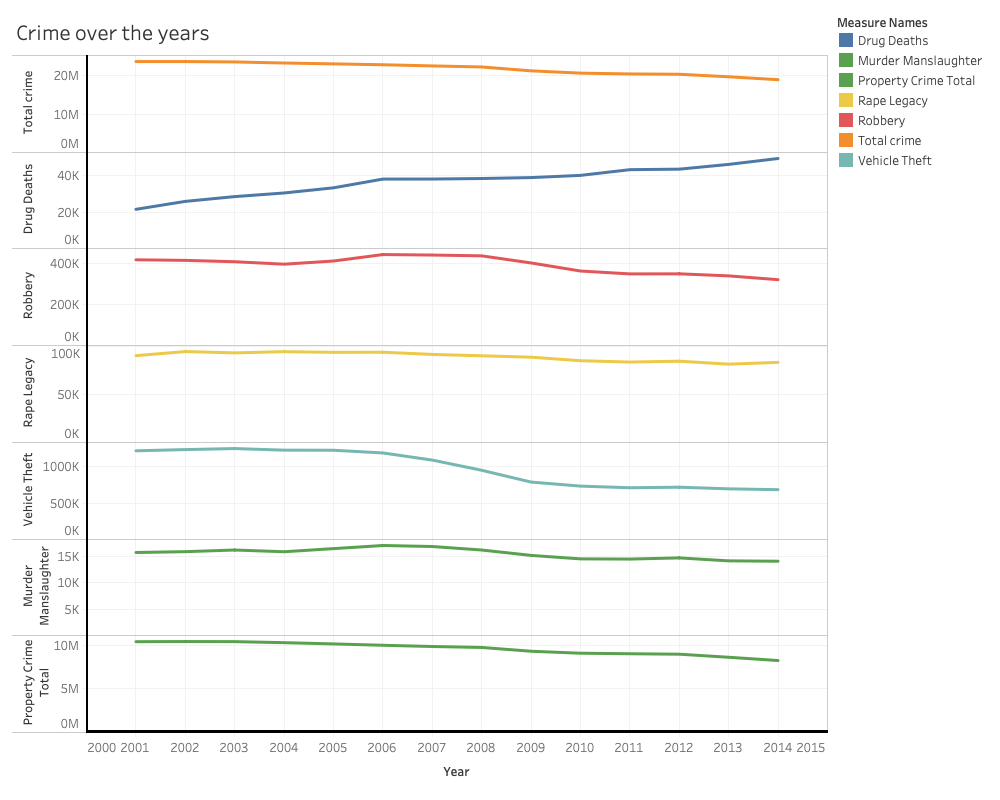 Crime over the years
Total crime
20M
10M
0M
Drug Deaths
40K
20K
0K
Robbery
400K
200K
0K
Rape Legacy
100K
50K
0K
Vehicle Theft
1000K
500K
0K
Murder
Manslaughter
15K
10K
5K
Property Crime
Total
10M
5M
0M
2000 2001 2002 2003 2004 2005 2006 2007 2008 2009 2010 2011 2012 2013 2014 2015
Year
Measure Names
Drug Deaths
Murder Manslaughter
Property Crime Total
Rape Legacy
Robbery
Total crime
Vehicle Theft